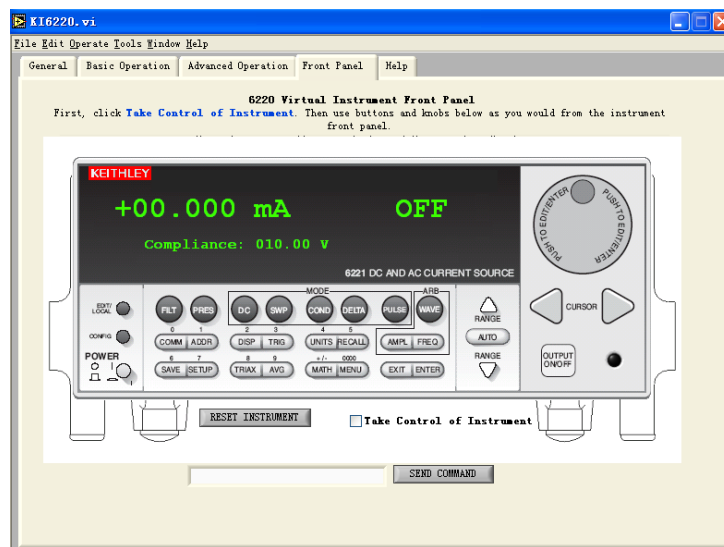 KI6220.vi
File Edit Operate Tools Window Help
General Basic Operation Advanced Operation Front Panel Help
6220 Virtual Instrument Front Panel
First, click Take Control of Instrument. Then use buttons and knobs below as you would from the instrument
front panel.
KEITHLEY
+00.000 mA OFF
Compliance: 010.00 V
6221 DC AND AC CURRENT SOURCE
PUSH TO EDIT/ENTER PUSH TO EDIT/ENTER
MODE ARB
EDIT/
LOCAL
FILT PRES DC SWP COND DELTA PULSE WAVE
RANGE
CURSOR
0 1 2 3 4 5
CONFIG
COMM ADDR DISP TRIG UNITS RECALL AMPL FREQ
AUTO
POWER
6 7 8 9 +/- 0000
SAVE SETUP TRIAX AVG MATH MENU EXIT ENTER
RANGE
OUTPUT
ON/OFF
RESET INSTRUMENT Take Control of Instrument
SEND COMMAND